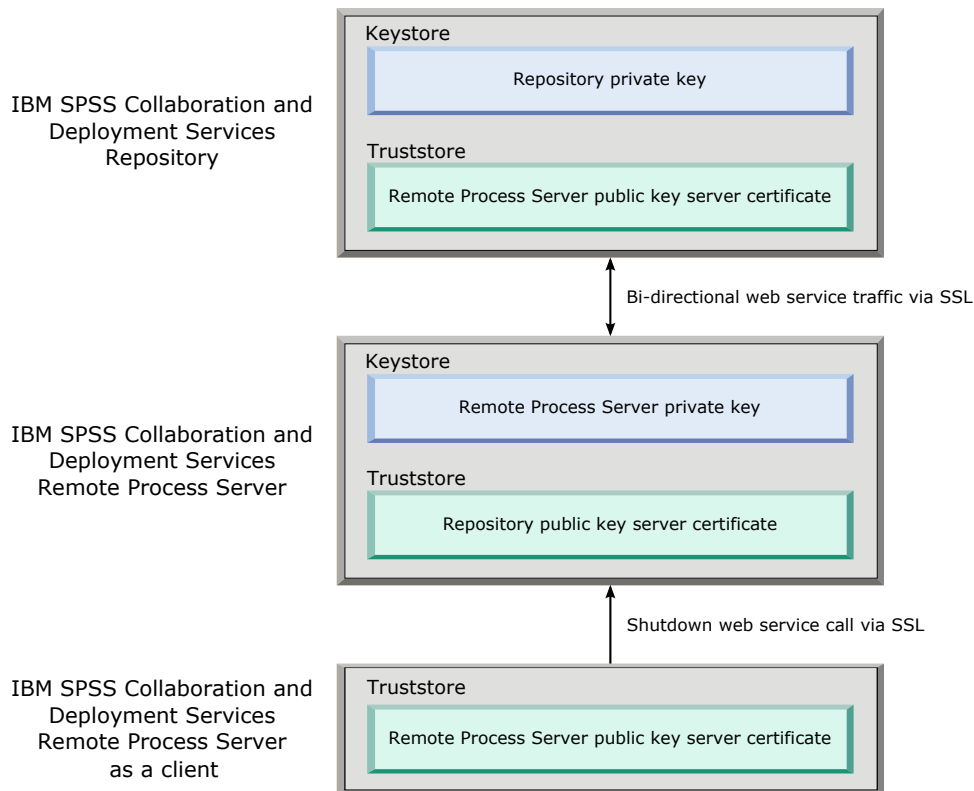 Keystore
Repository private key
IBM SPSS Collaboration and
Deployment Services
Repository
Truststore
Remote Process Server public key server certificate
Bi-directional web service traffic via SSL
Keystore
Remote Process Server private key
IBM SPSS Collaboration and
Deployment Services
Remote Process Server
Truststore
Repository public key server certificate
Shutdown web service call via SSL
IBM SPSS Collaboration and
Deployment Services
Remote Process Server
as a client
Truststore
Remote Process Server public key server certificate